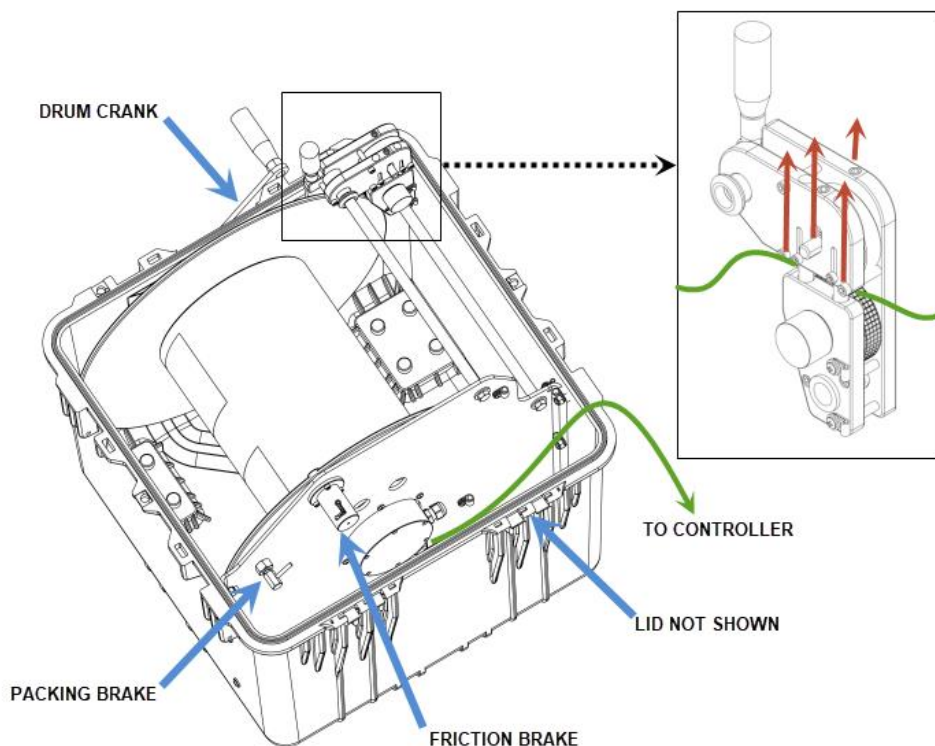 DRUM CRANK
TO CONTROLLER
LID NOT SHOWN
PACKING BRAKE
FRICTION BRAKE